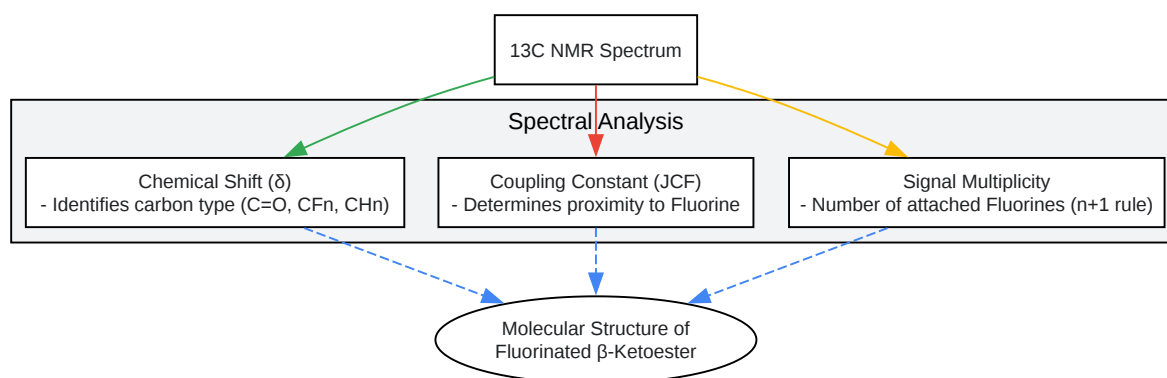 13C NMR Spectrum
Spectral Analysis
Chemical Shift (δ)
- Identifies carbon type (C=O, CFn, CHn)
Coupling Constant (JCF)
- Determines proximity to Fluorine
Signal Multiplicity
- Number of attached Fluorines (n+1 rule)
Molecular Structure of
Fluorinated β-Ketoester